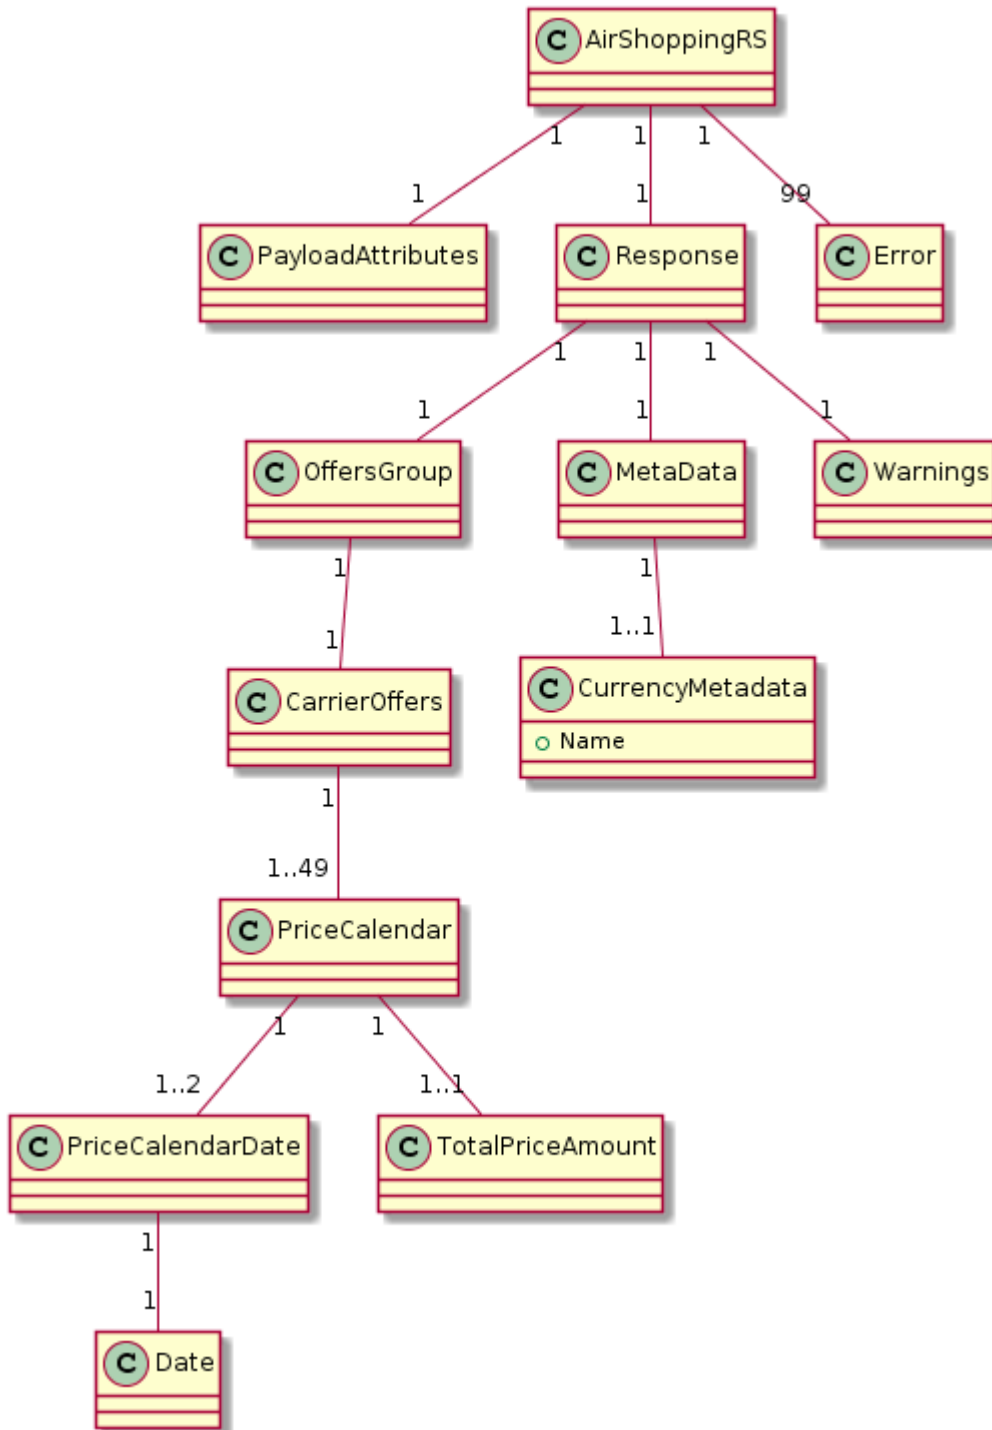 C AirShoppingRS
1 1 1
1 1 99
C PayloadAttributes C Response C Error
1 1 1
1 1 1
C OffersGroup C MetaData C Warnings
1 1
1 1..1
C CarrierOffers C CurrencyMetadata
Name
1
1..49
C PriceCalendar
1 1
1..2 1..1
C PriceCalendarDate C TotalPriceAmount
1
1
C Date